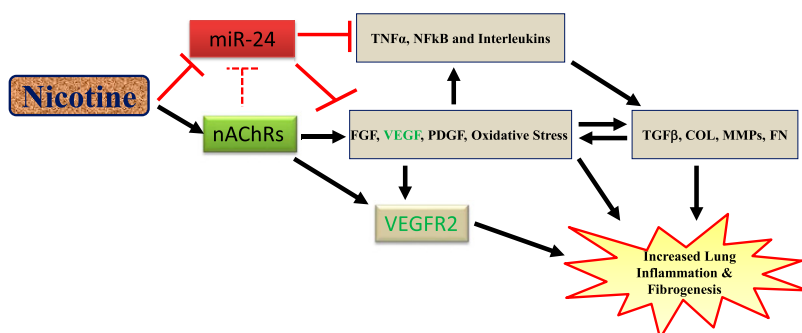 miR-24
TNFα, NFkB and Interleukins
Nicotine
nAChRs
FGF, VEGF, PDGF, Oxidative Stress
TGFβ, COL, MMPs, FN
VEGFR2
Increased Lung
Inflammation &
Fibrogenesis